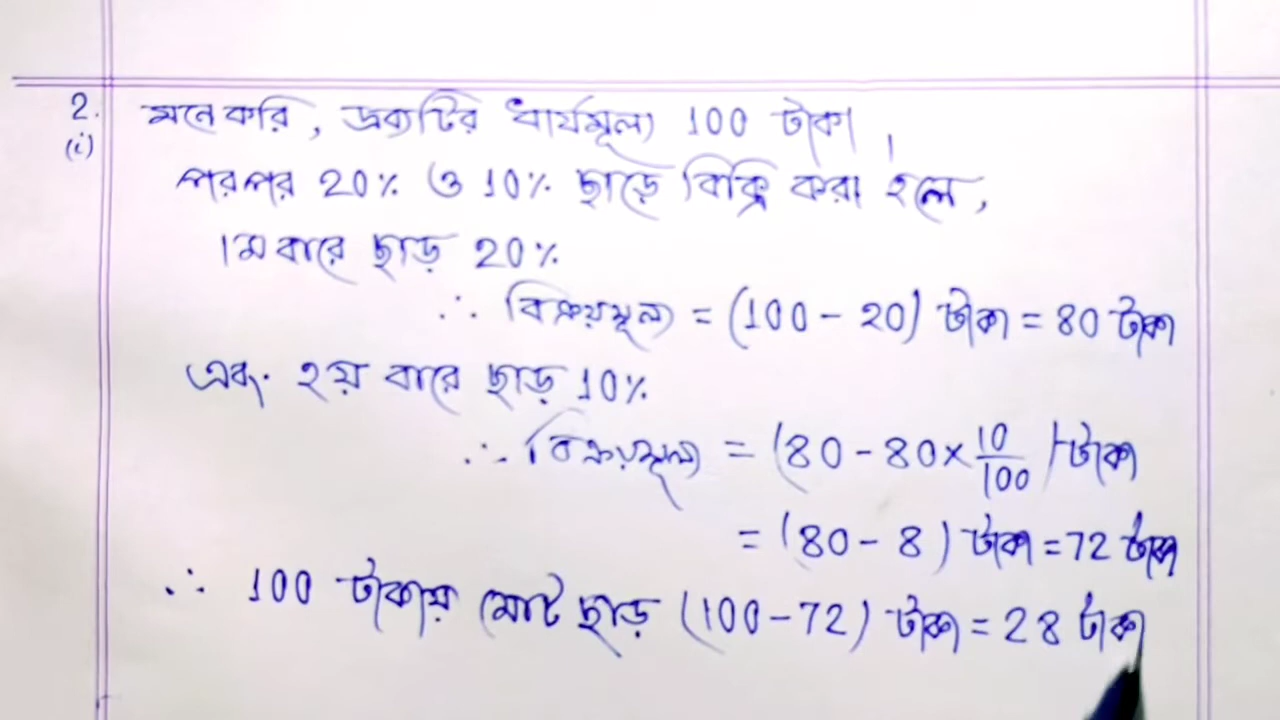 2. মনে করি, দ্রব্যটির ধার্যমূল্য 100 টাকা।
(i) পরপর 20% ও 10% ছাড়ে বিক্রি করা হলে,
1ম বারে ছাড় 20%
∴ বিক্রয়মূল্য = (100 - 20) টাকা = 80 টাকা
এবং ২য় বারে ছাড় 10%
∴ বিক্রয়মূল্য = (80 - 80 × 10/100) টাকা
= (80 - 8) টাকা = 72 টাকা
∴ 100 টাকায় মোট ছাড় (100 - 72) টাকা = 28 টাকা